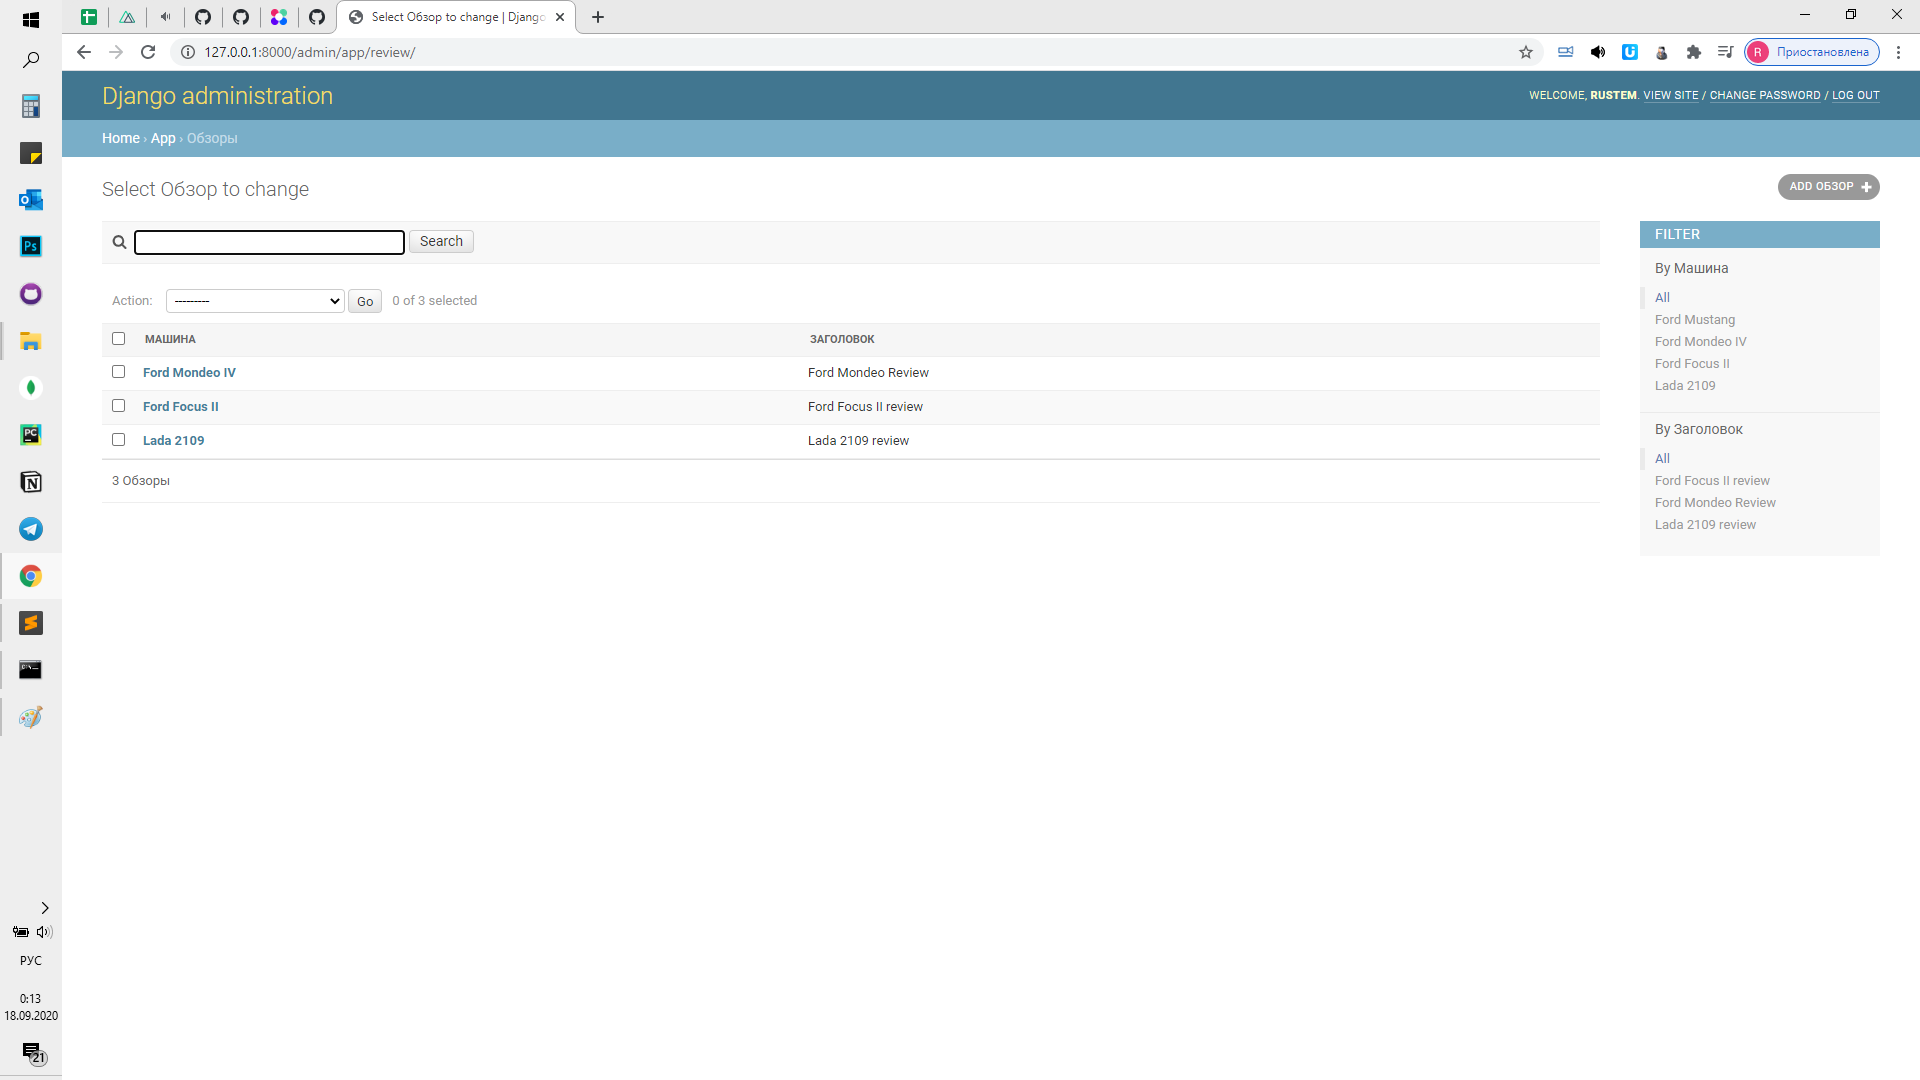 Select Обзор to change | Django
127.0.0.1:8000/admin/app/review/
R Приостановлена
Django administration
WELCOME, RUSTEM. VIEW SITE / CHANGE PASSWORD / LOG OUT
Home › App › Обзоры
Select Обзор to change
ADD ОБЗОР
Search
Action: --------- Go 0 of 3 selected
МАШИНА ЗАГОЛОВОК
Ford Mondeo IV Ford Mondeo Review
Ford Focus II Ford Focus II review
Lada 2109 Lada 2109 review
3 Обзоры
FILTER
By Машина
All
Ford Mustang
Ford Mondeo IV
Ford Focus II
Lada 2109
By Заголовок
All
Ford Focus II review
Ford Mondeo Review
Lada 2109 review
Ps
PC
N
РУС
0:13
18.09.2020
21